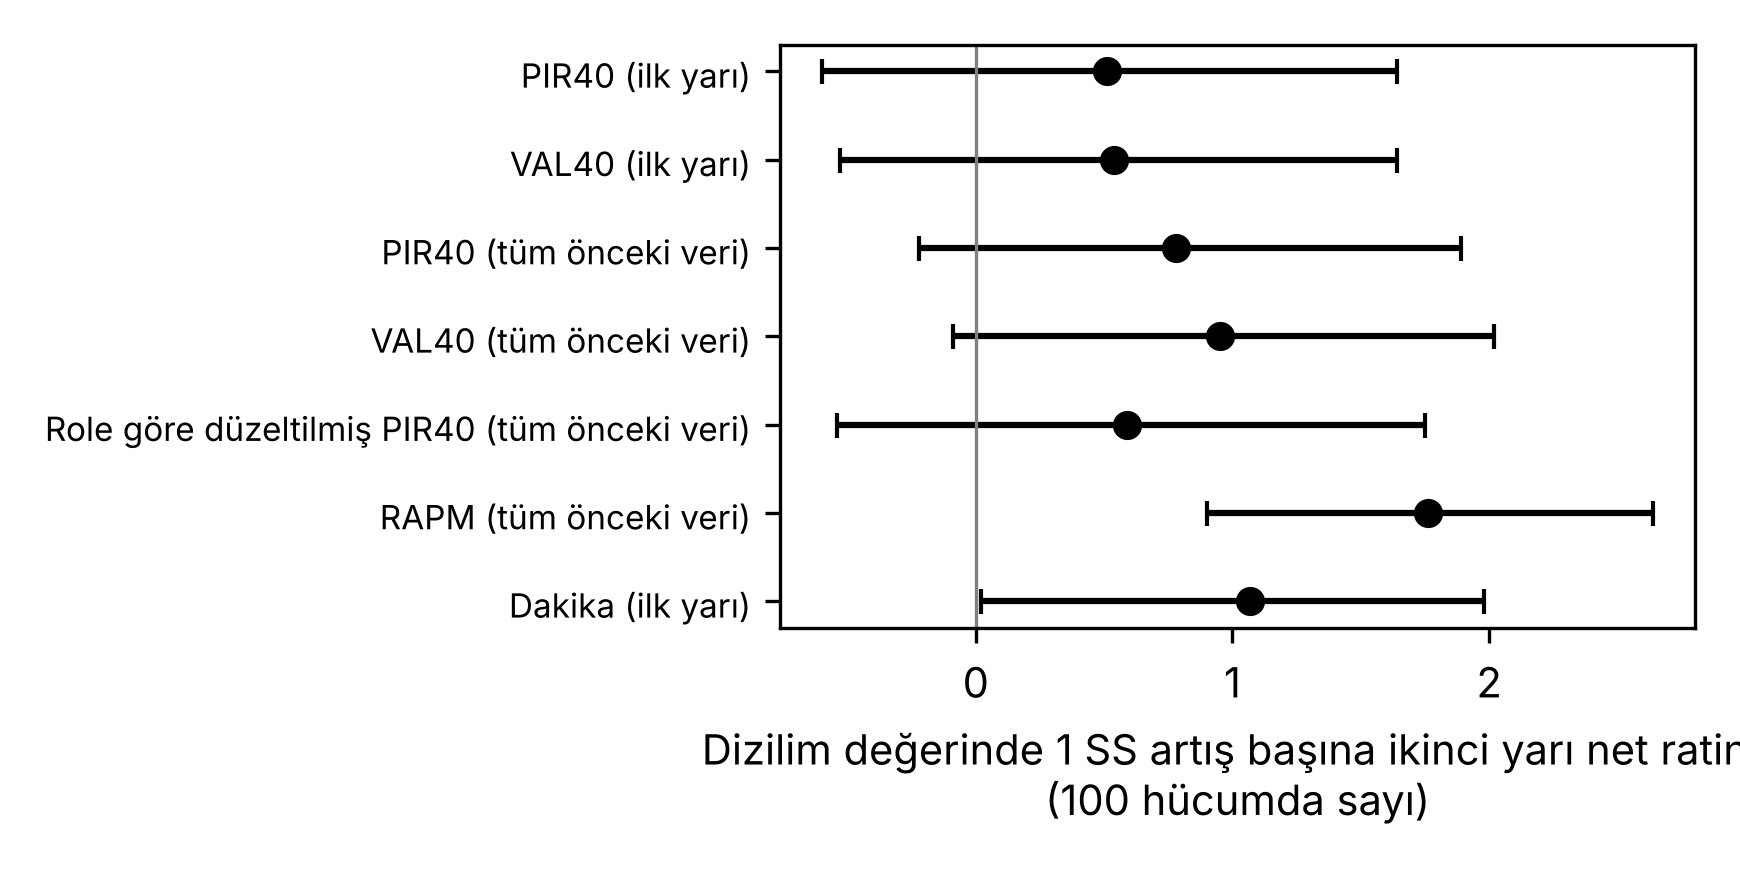 PIR40 (ilk yarı)
VAL40 (ilk yarı)
PIR40 (tüm önceki veri)
VAL40 (tüm önceki veri)
Role göre düzeltilmiş PIR40 (tüm önceki veri)
RAPM (tüm önceki veri)
Dakika (ilk yarı)
0 1 2
Dizilim değerinde 1 SS artış başına ikinci yarı net
(100 hücumda sayı)